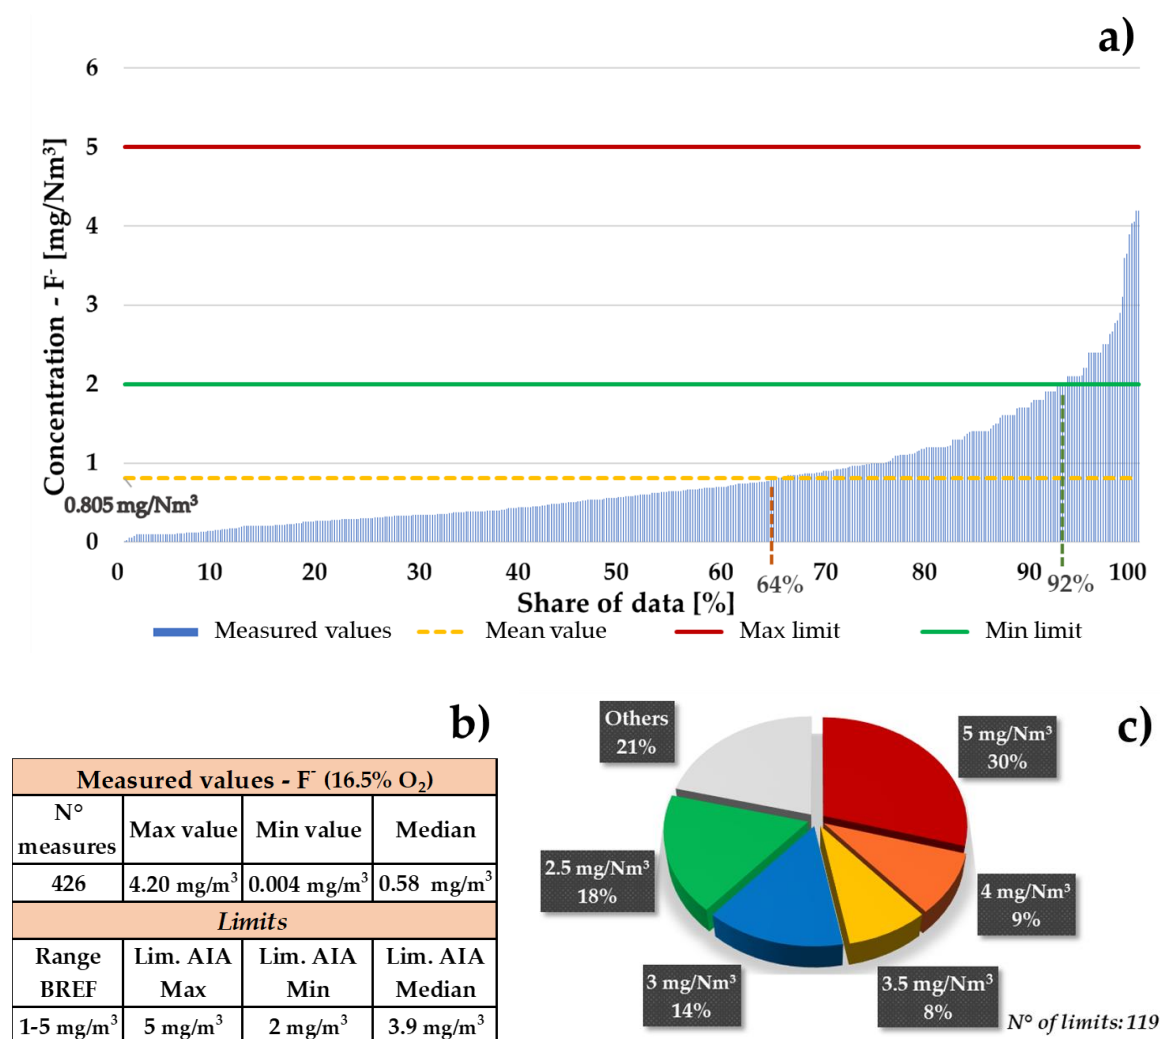 a)
Concentration - F⁻ [mg/Nm³]
6
5
4
3
2
1
0
0.805 mg/Nm³
0 10 20 30 40 50 60 70 80 90 100
64%
92%
Share of data [%]
Measured values Mean value Max limit Min limit
b)
Measured values - F⁻ (16.5% O₂)
N° measures Max value Min value Median
426 4.20 mg/m³ 0.004 mg/m³ 0.58 mg/m³
Limits
Range BREF Lim. AIA Max Lim. AIA Min Lim. AIA Median
1-5 mg/m³ 5 mg/m³ 2 mg/m³ 3.9 mg/m³
c)
Others
21%
5 mg/Nm³
30%
2.5 mg/Nm³
18%
4 mg/Nm³
9%
3 mg/Nm³
14%
3.5 mg/Nm³
8%
N° of limits: 119